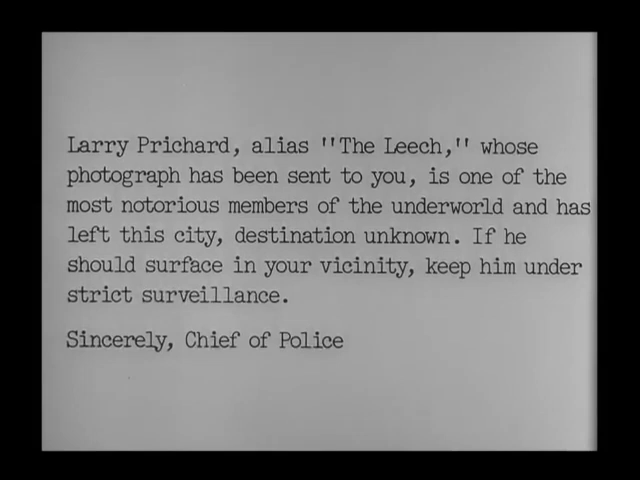 Larry Prichard, alias "The Leech," whose
photograph has been sent to you, is one of the
most notorious members of the underworld and has
left this city, destination unknown. If he
should surface in your vicinity, keep him under
strict surveillance.
Sincerely, Chief of Police